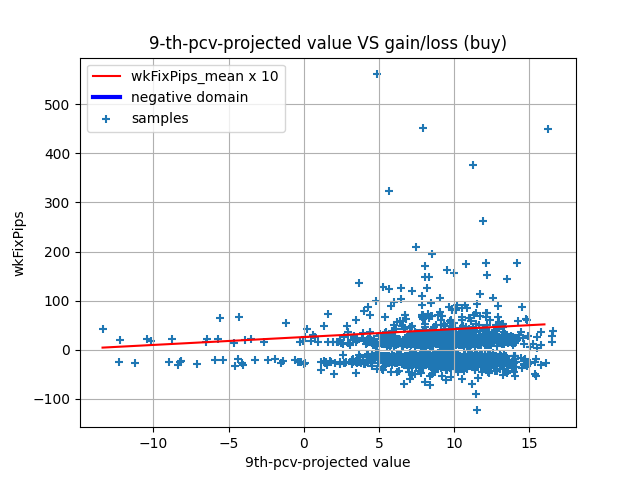 9-th-pcv-projected value VS gain/loss (buy)
wkFixPips_mean x 10
negative domain
samples
500
400
300
200
100
0
−100
wkFixPips
−10
−5
0
5
10
15
9th-pcv-projected value